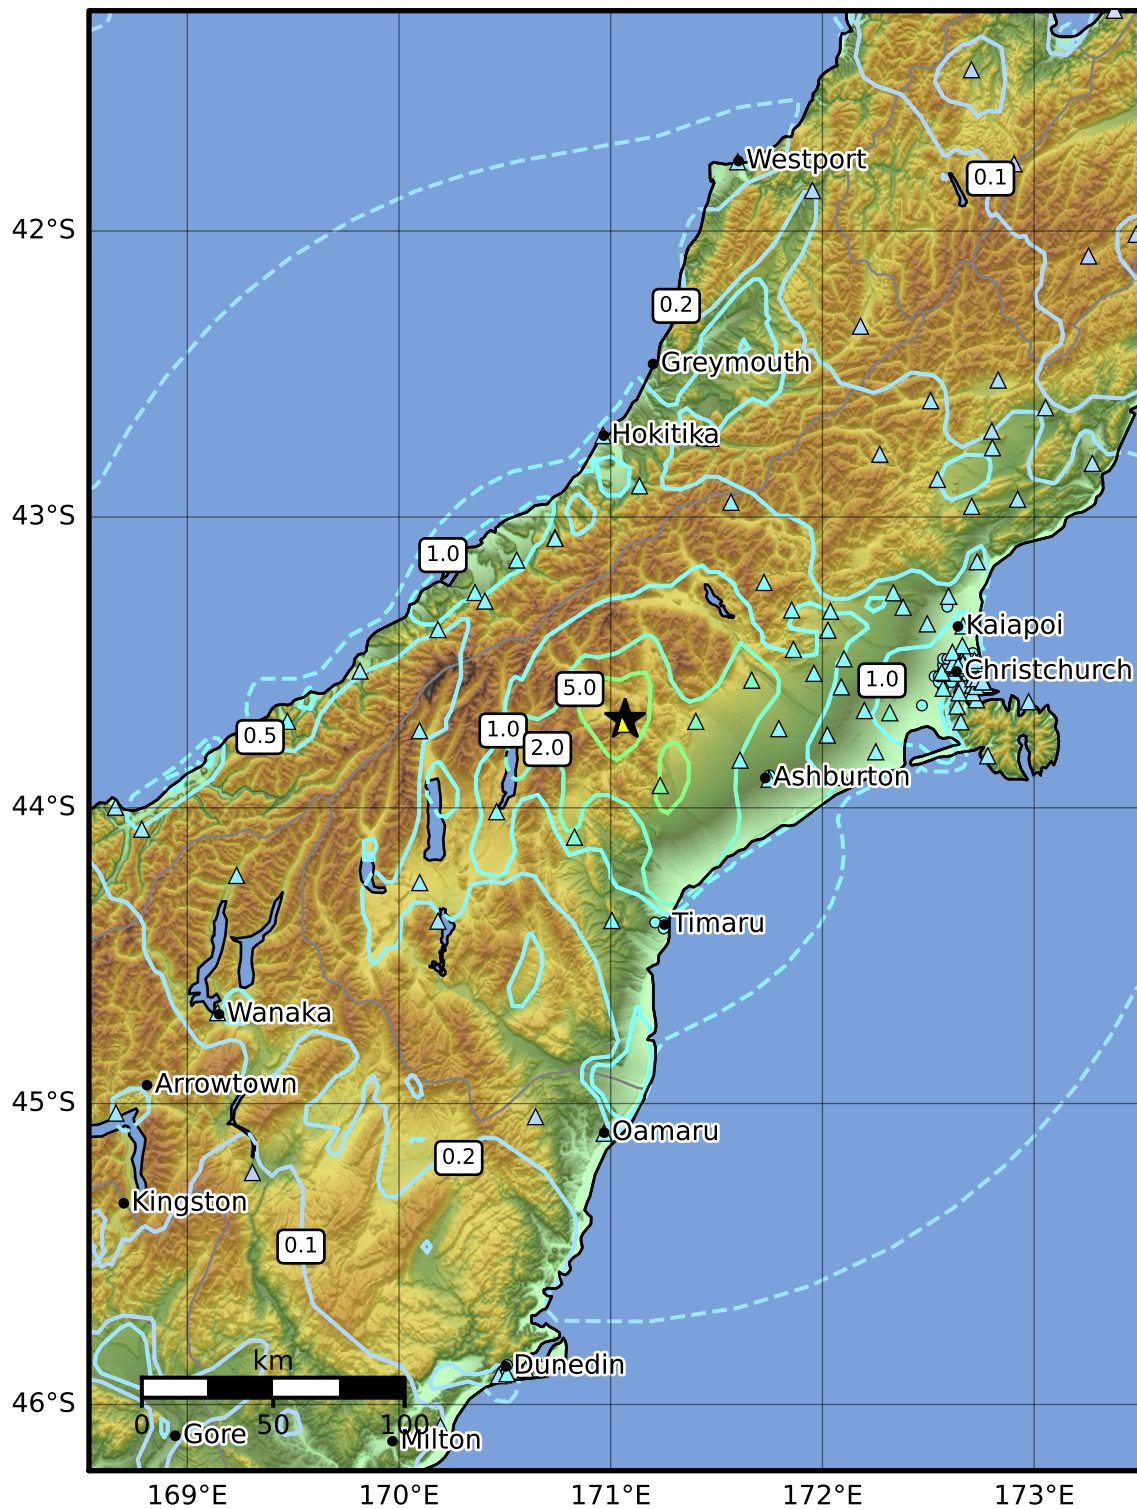 Westport
0.1
42°S
0.2
Greymouth
Hokitika
43°S
1.0
Kaiapoi
Christchurch
5.0
1.0
1.0
0.5
2.0
Ashburton
44°S
Timaru
Wanaka
Arrowtown
45°S
Oamaru
0.2
Kingston
0.1
km
Dunedin
46°S
0 50 100
Gore
Milton
169°E 170°E 171°E 172°E 173°E